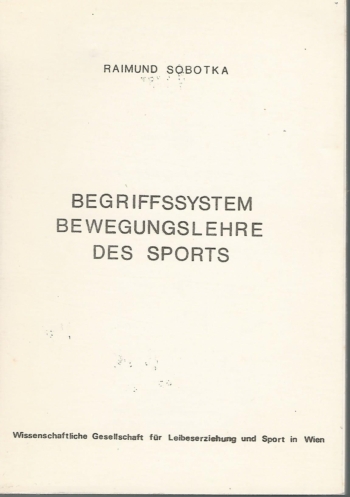 RAIMUND SOBOTKA
BEGRIFFSSYSTEM
BEWEGUNGSLEHRE
DES SPORTS
Wissenschaftliche Gesellschaft für Leibeserziehung und Sport in Wien